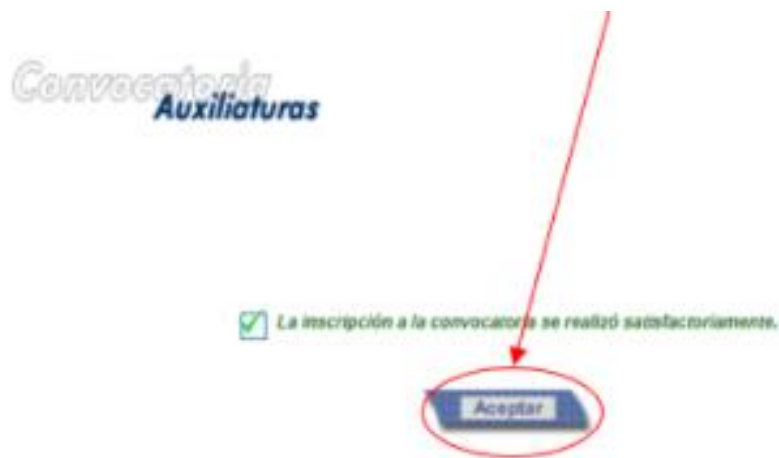 Convocatoria
Auxiliaturas
La inscripción a la convocatoria se realizó satisfactoriamente.
Aceptar